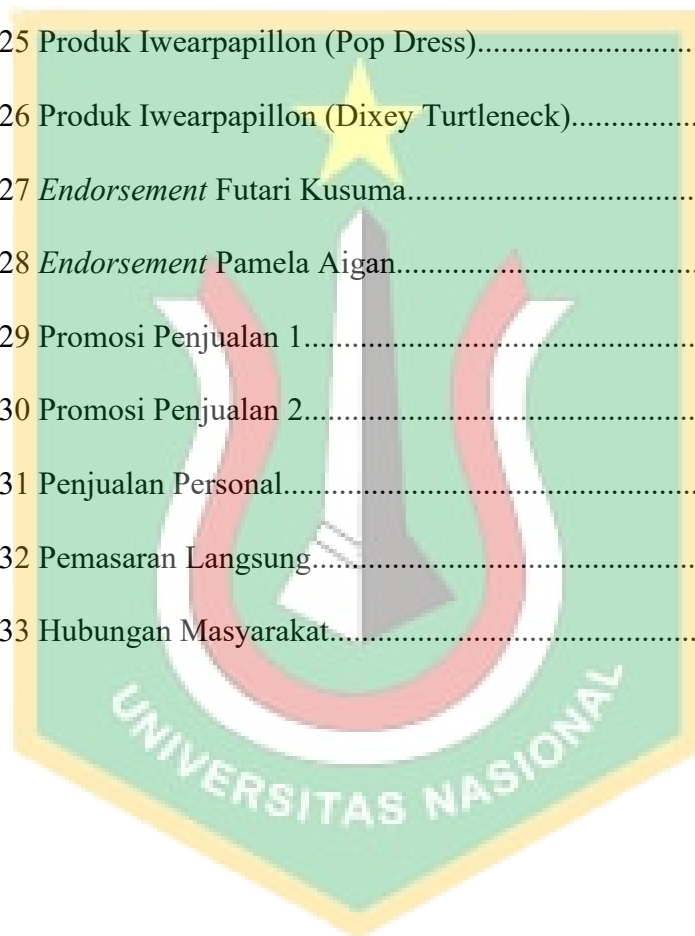 25 Produk Iwearpapillon (Pop Dress)..............................
26 Produk Iwearpapillon (Dixey Turtleneck)..................
27 Endorsement Futari Kusuma.......................................
28 Endorsement Pamela Aigan........................................
29 Promosi Penjualan 1....................................................
30 Promosi Penjualan 2....................................................
31 Penjualan Personal.......................................................
32 Pemasaran Langsung...................................................
33 Hubungan Masyarakat.................................................
UNIVERSITAS NASIONAL